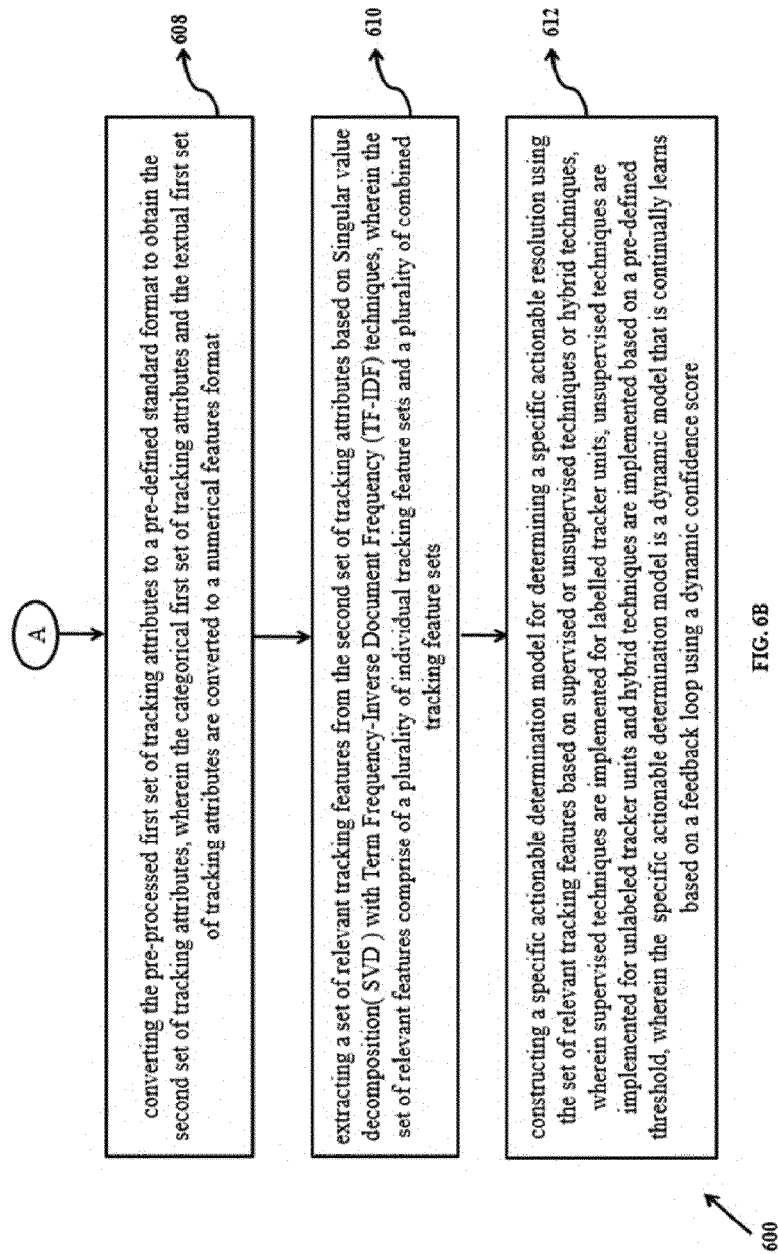 A
converting the pre-processed first set of tracking attributes to a pre-defined standard format to obtain the
second set of tracking attributes, wherein the categorical first set of tracking attributes and the textual first set
of tracking attributes are converted to a numerical features format
608
extracting a set of relevant tracking features from the second set of tracking attributes based on Singular value
decomposition( SVD ) with Term Frequency-Inverse Document Frequency (TF-IDF) techniques, wherein the
set of relevant features comprise of a plurality of individual tracking feature sets and a plurality of combined
tracking feature sets
610
constructing a specific actionable determination model for determining a specific actionable resolution using
the set of relevant tracking features based on supervised or unsupervised techniques or hybrid techniques,
wherein supervised techniques are implemented for labelled tracker units, unsupervised techniques are
implemented for unlabeled tracker units and hybrid techniques are implemented based on a pre-defined
threshold, wherein the specific actionable determination model is a dynamic model that is continually learns
based on a feedback loop using a dynamic confidence score
612
600
FIG. 6B